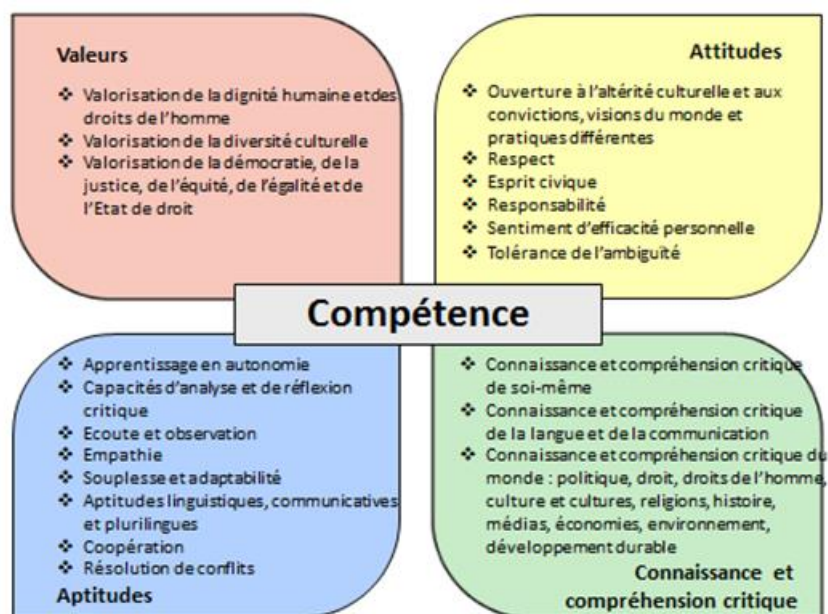 Valeurs
❖ Valorisation de la dignité humaine etdes
droits de l'homme
❖ Valorisation de la diversité culturelle
❖ Valorisation de la démocratie, de la
justice, de l'équité, de l'égalité et de
l'Etat de droit
Attitudes
❖ Ouverture à l'altérité culturelle et aux
convictions, visions du monde et
pratiques différentes
❖ Respect
❖ Esprit civique
❖ Responsabilité
❖ Sentiment d'efficacité personnelle
❖ Tolérance de l'ambiguïté
Compétence
❖ Apprentissage en autonomie
❖ Capacités d'analyse et de réflexion
critique
❖ Ecoute et observation
❖ Empathie
❖ Souplesse et adaptabilité
❖ Aptitudes linguistiques, communicatives
et plurilingues
❖ Coopération
❖ Résolution de conflits
Aptitudes
❖ Connaissance et compréhension critique
de soi-même
❖ Connaissance et compréhension critique
de la langue et de la communication
❖ Connaissance et compréhension critique du
monde : politique, droit, droits de l'homme,
culture et cultures, religions, histoire,
médias, économies, environnement,
développement durable
Connaissance et
compréhension critique